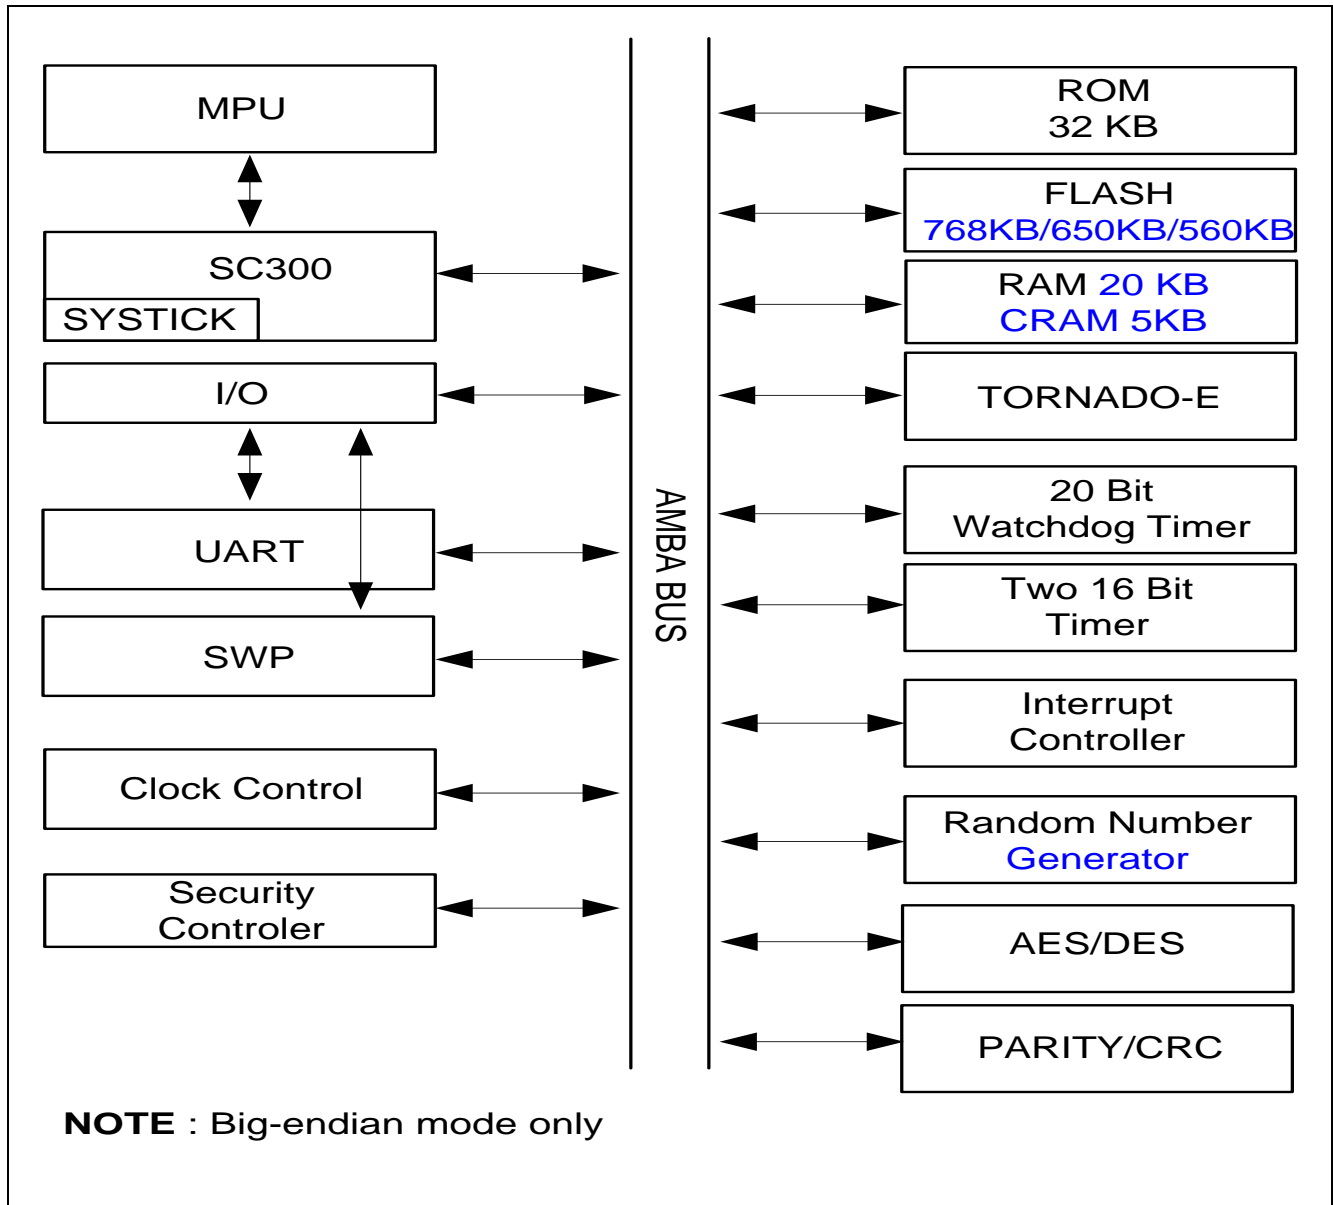 MPU
SC300
SYSTICK
I/O
UART
SWP
Clock Control
Security
Controler
AMBA BUS
ROM
32 KB
FLASH
768KB/650KB/560KB
RAM 20 KB
CRAM 5KB
TORNADO-E
20 Bit
Watchdog Timer
Two 16 Bit
Timer
Interrupt
Controller
Random Number
Generator
AES/DES
PARITY/CRC
NOTE : Big-endian mode only